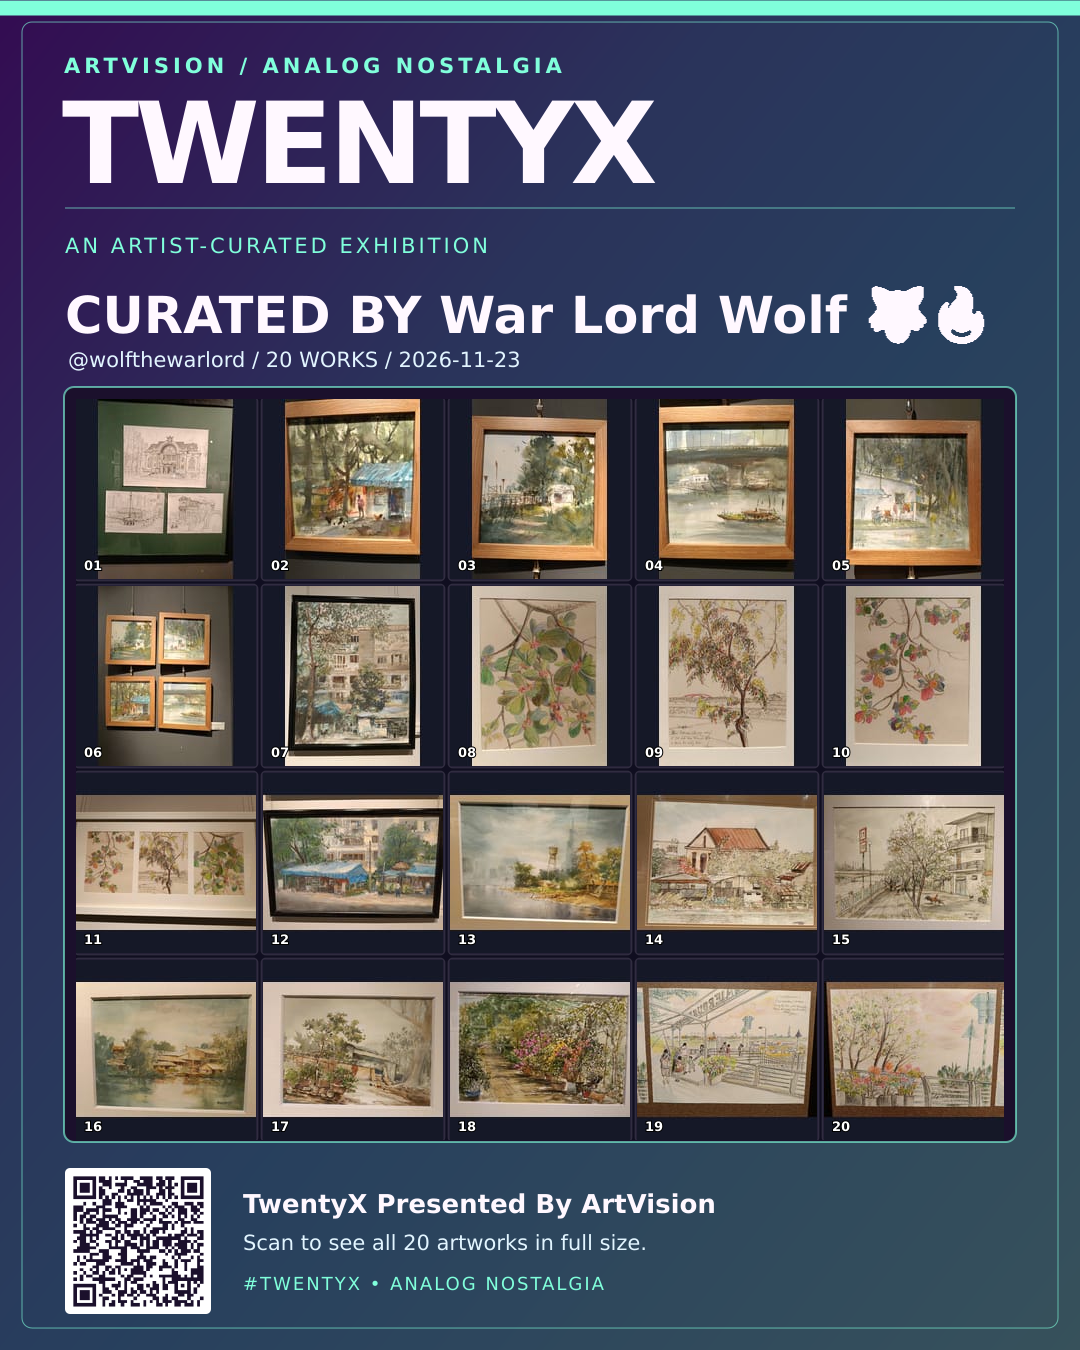 ARTVISION / ANALOG NOSTALGIA
TWENTYX
AN ARTIST-CURATED EXHIBITION
CURATED BY War Lord Wolf
@wolfthewarlord / 20 WORKS / 2026-11-23
01
02
03
04
05
06
07
08
09
10
11
12
13
14
15
16
17
18
19
20
TwentyX Presented By ArtVision
Scan to see all 20 artworks in full size.
#TWENTYX • ANALOG NOSTALGIA